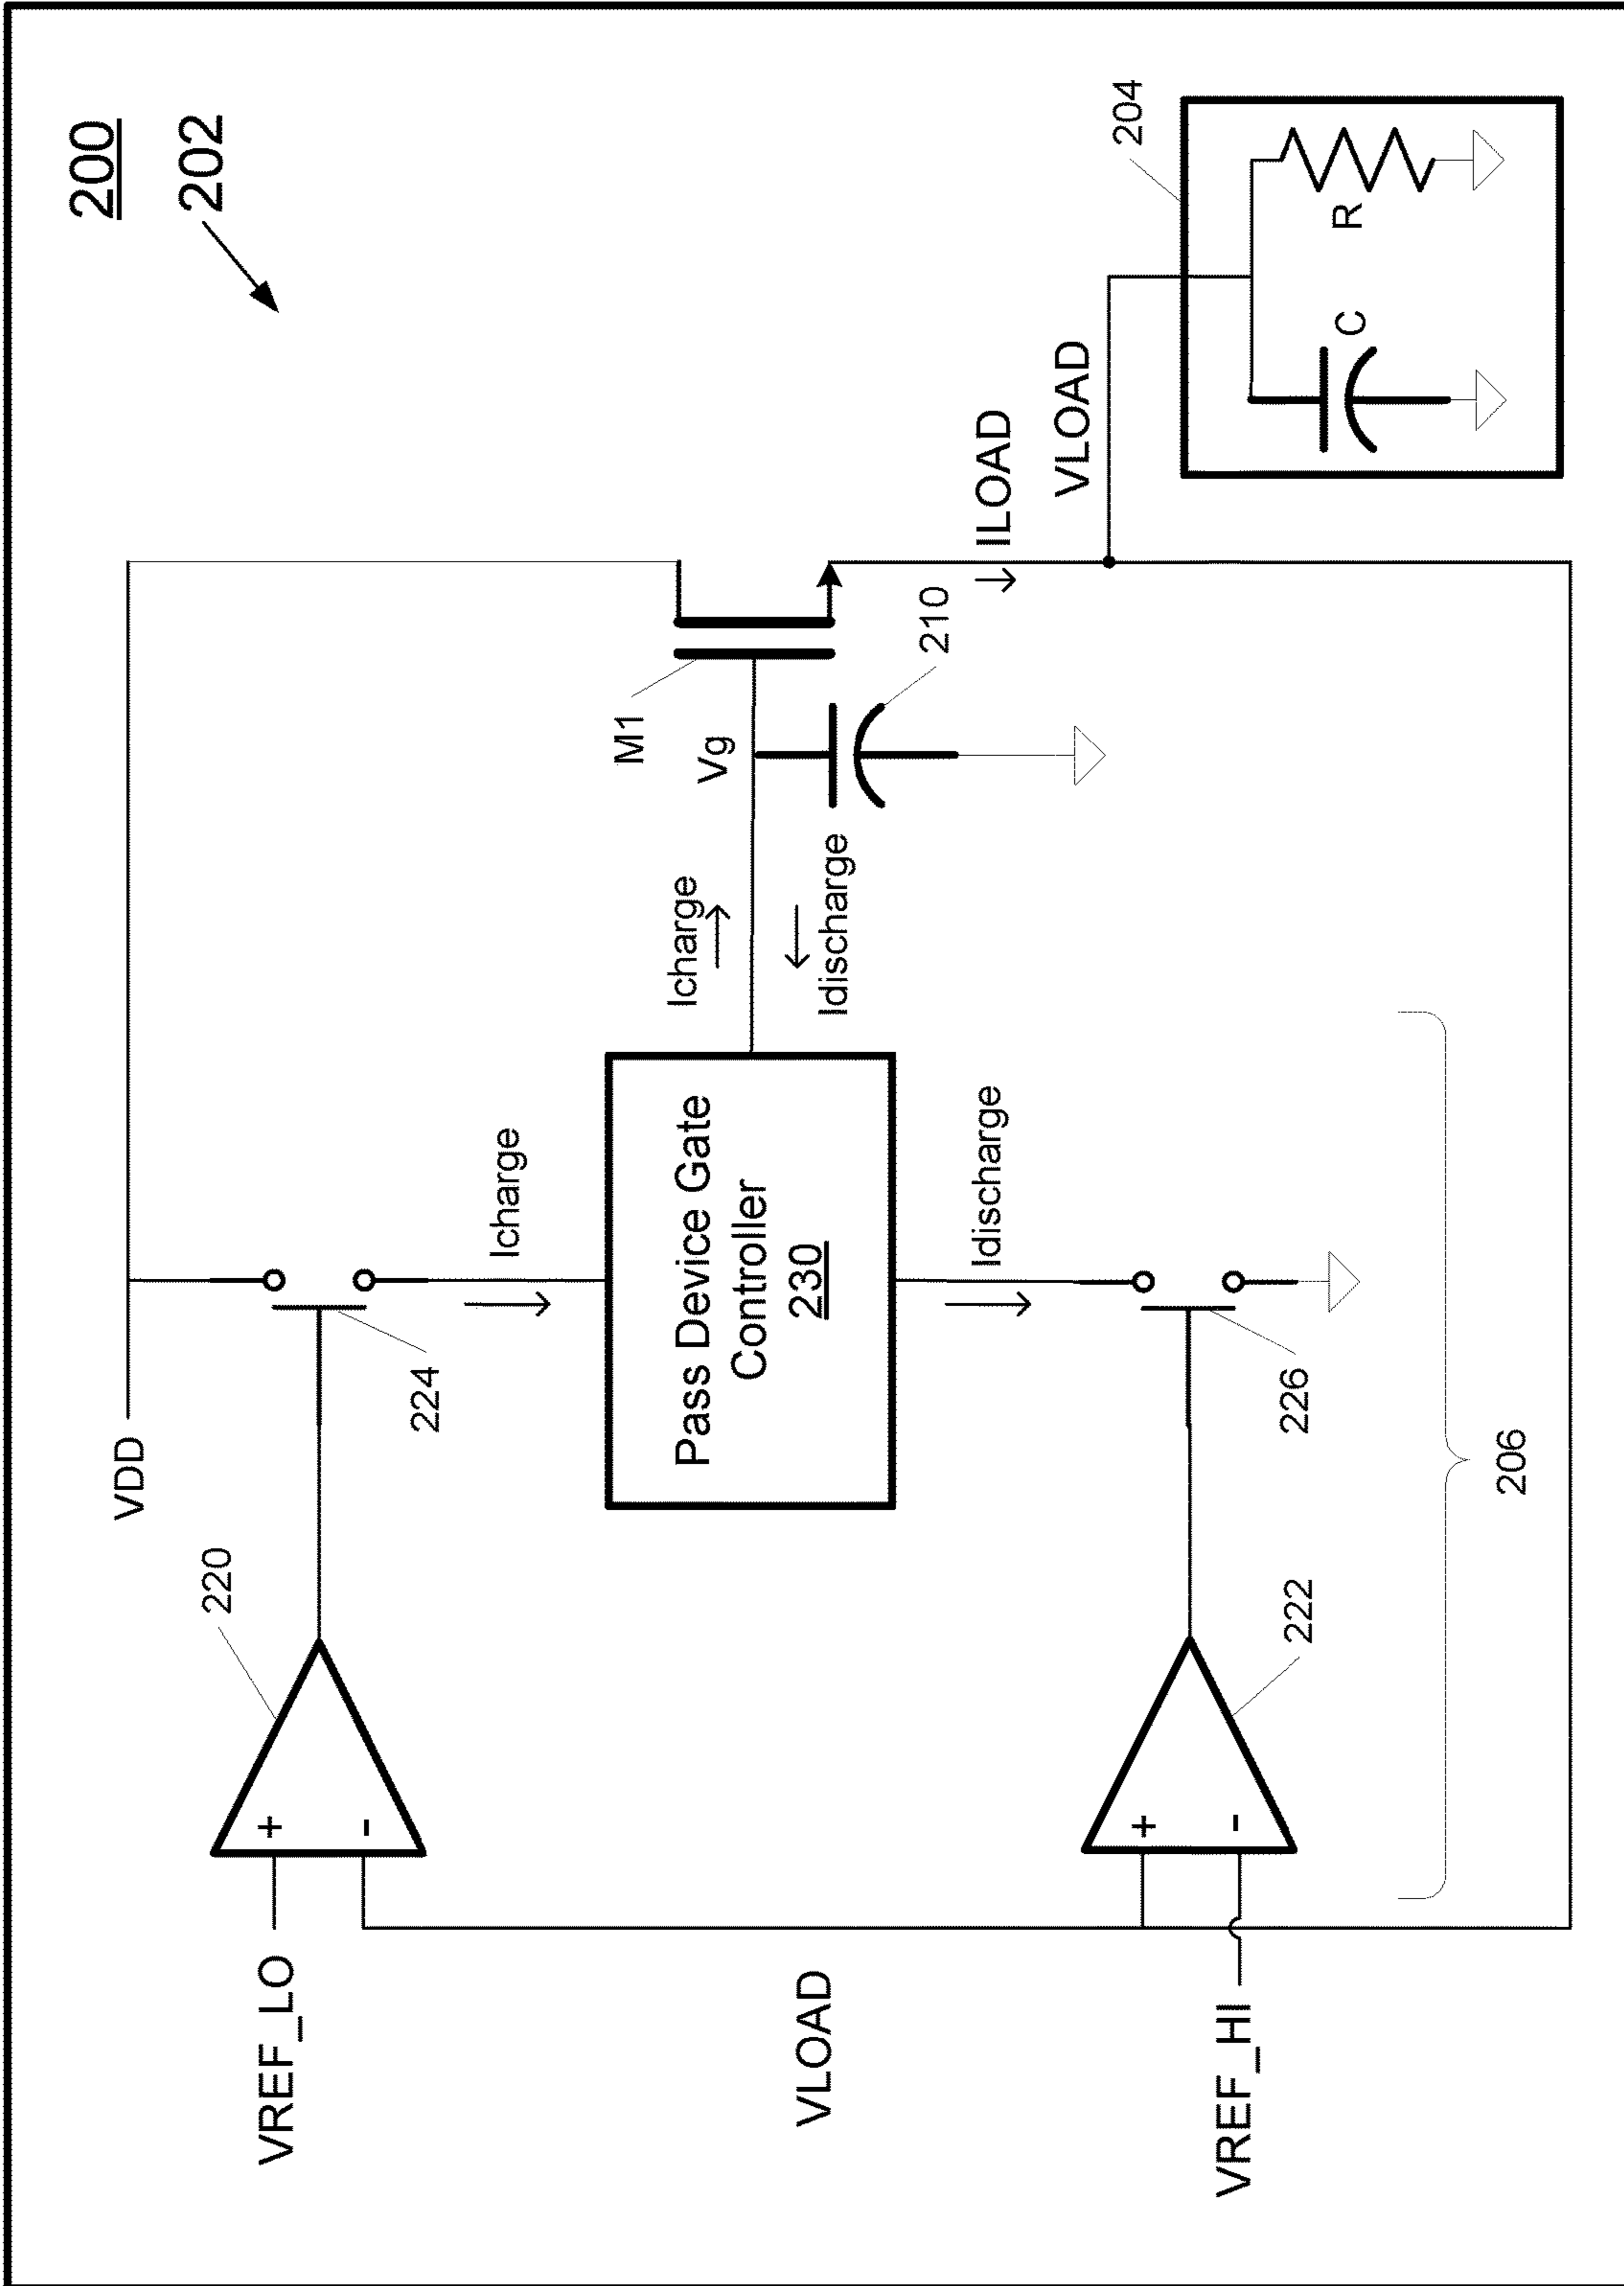 200
202
VDD
220
224
VREF_LO
+
-
Icharge
Pass Device Gate
Controller
230
Icharge
Idischarge
M1
Vg
210
ILOAD
VLOAD
204
C
R
VLOAD
Idischarge
+
-
VREF_HI
222
226
206